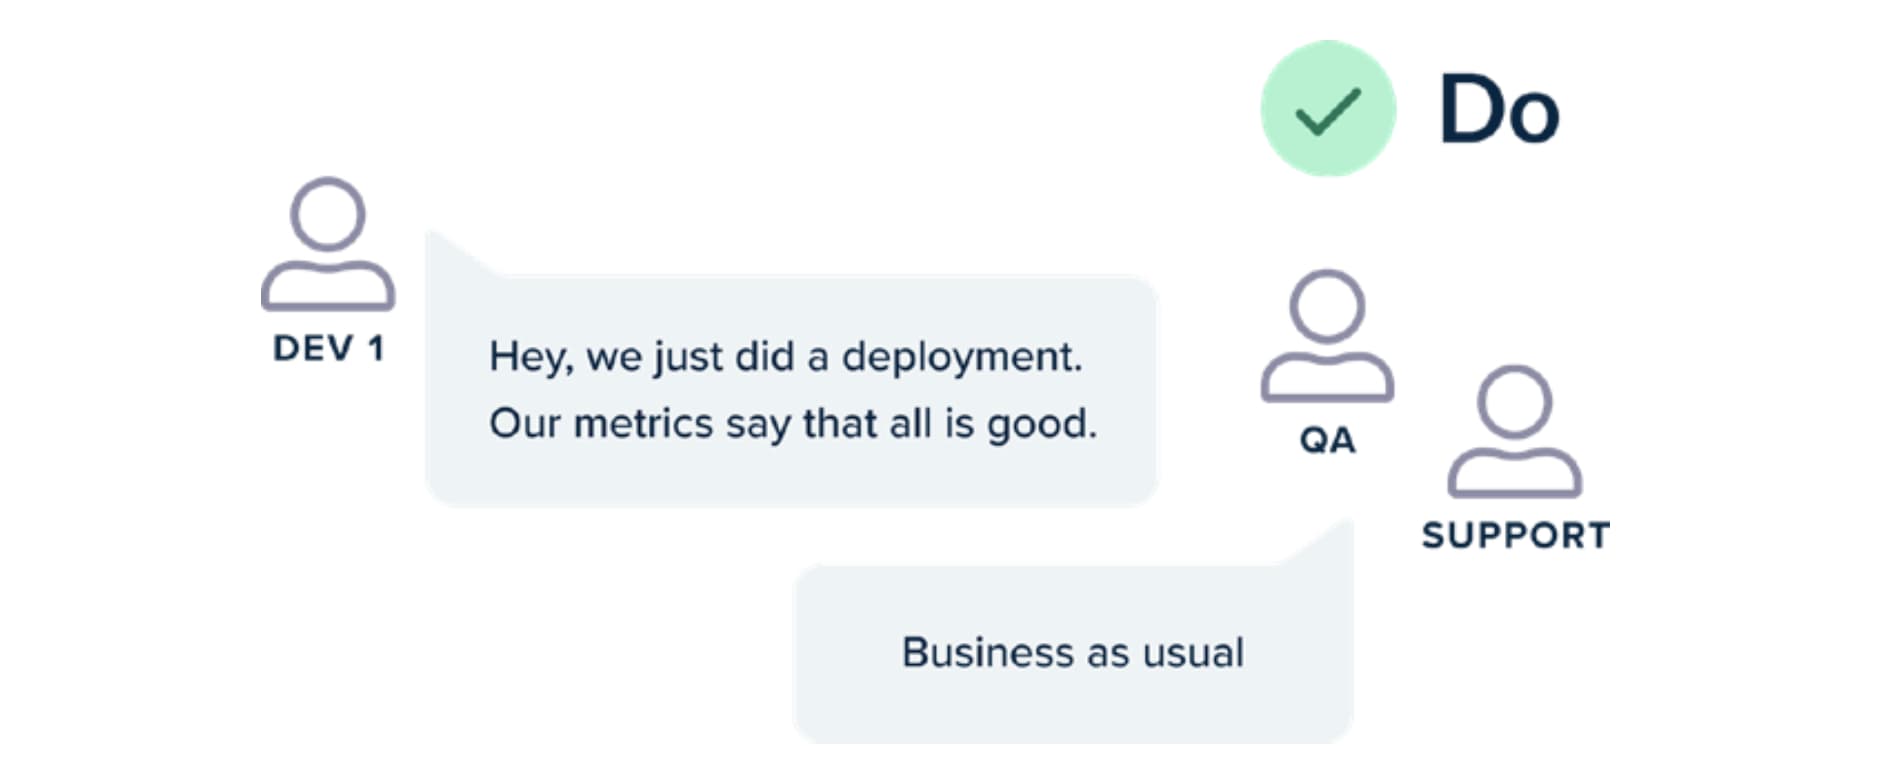 Do
DEV 1
Hey, we just did a deployment.
Our metrics say that all is good.
QA
SUPPORT
Business as usual